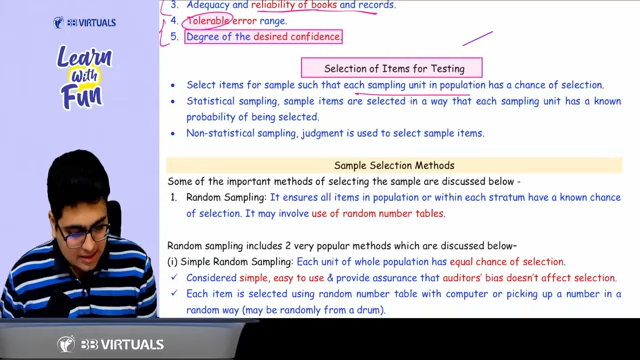 BB VIRTUALS
Learn
With
Fun
3. Adequacy and reliability of books and records.
4. Tolerable error range.
5. Degree of the desired confidence.
Selection of Items for Testing
• Select items for sample such that each sampling unit in population has a chance of selection.
• Statistical sampling, sample items are selected in a way that each sampling unit has a known
probability of being selected.
• Non-statistical sampling, judgment is used to select sample items.
Sample Selection Methods
Some of the important methods of selecting the sample are discussed below -
1. Random Sampling: It ensures all items in population or within each stratum have a known chance
of selection. It may involve use of random number tables.
Random sampling includes 2 very popular methods which are discussed below–
(i) Simple Random Sampling: Each unit of whole population has equal chance of selection.
✓ Considered simple, easy to use & provide assurance that auditors' bias doesn't affect selection.
✓ Each item is selected using random number table with computer or picking up a number in a
random way (may be randomly from a drum).
BB VIRTUALS